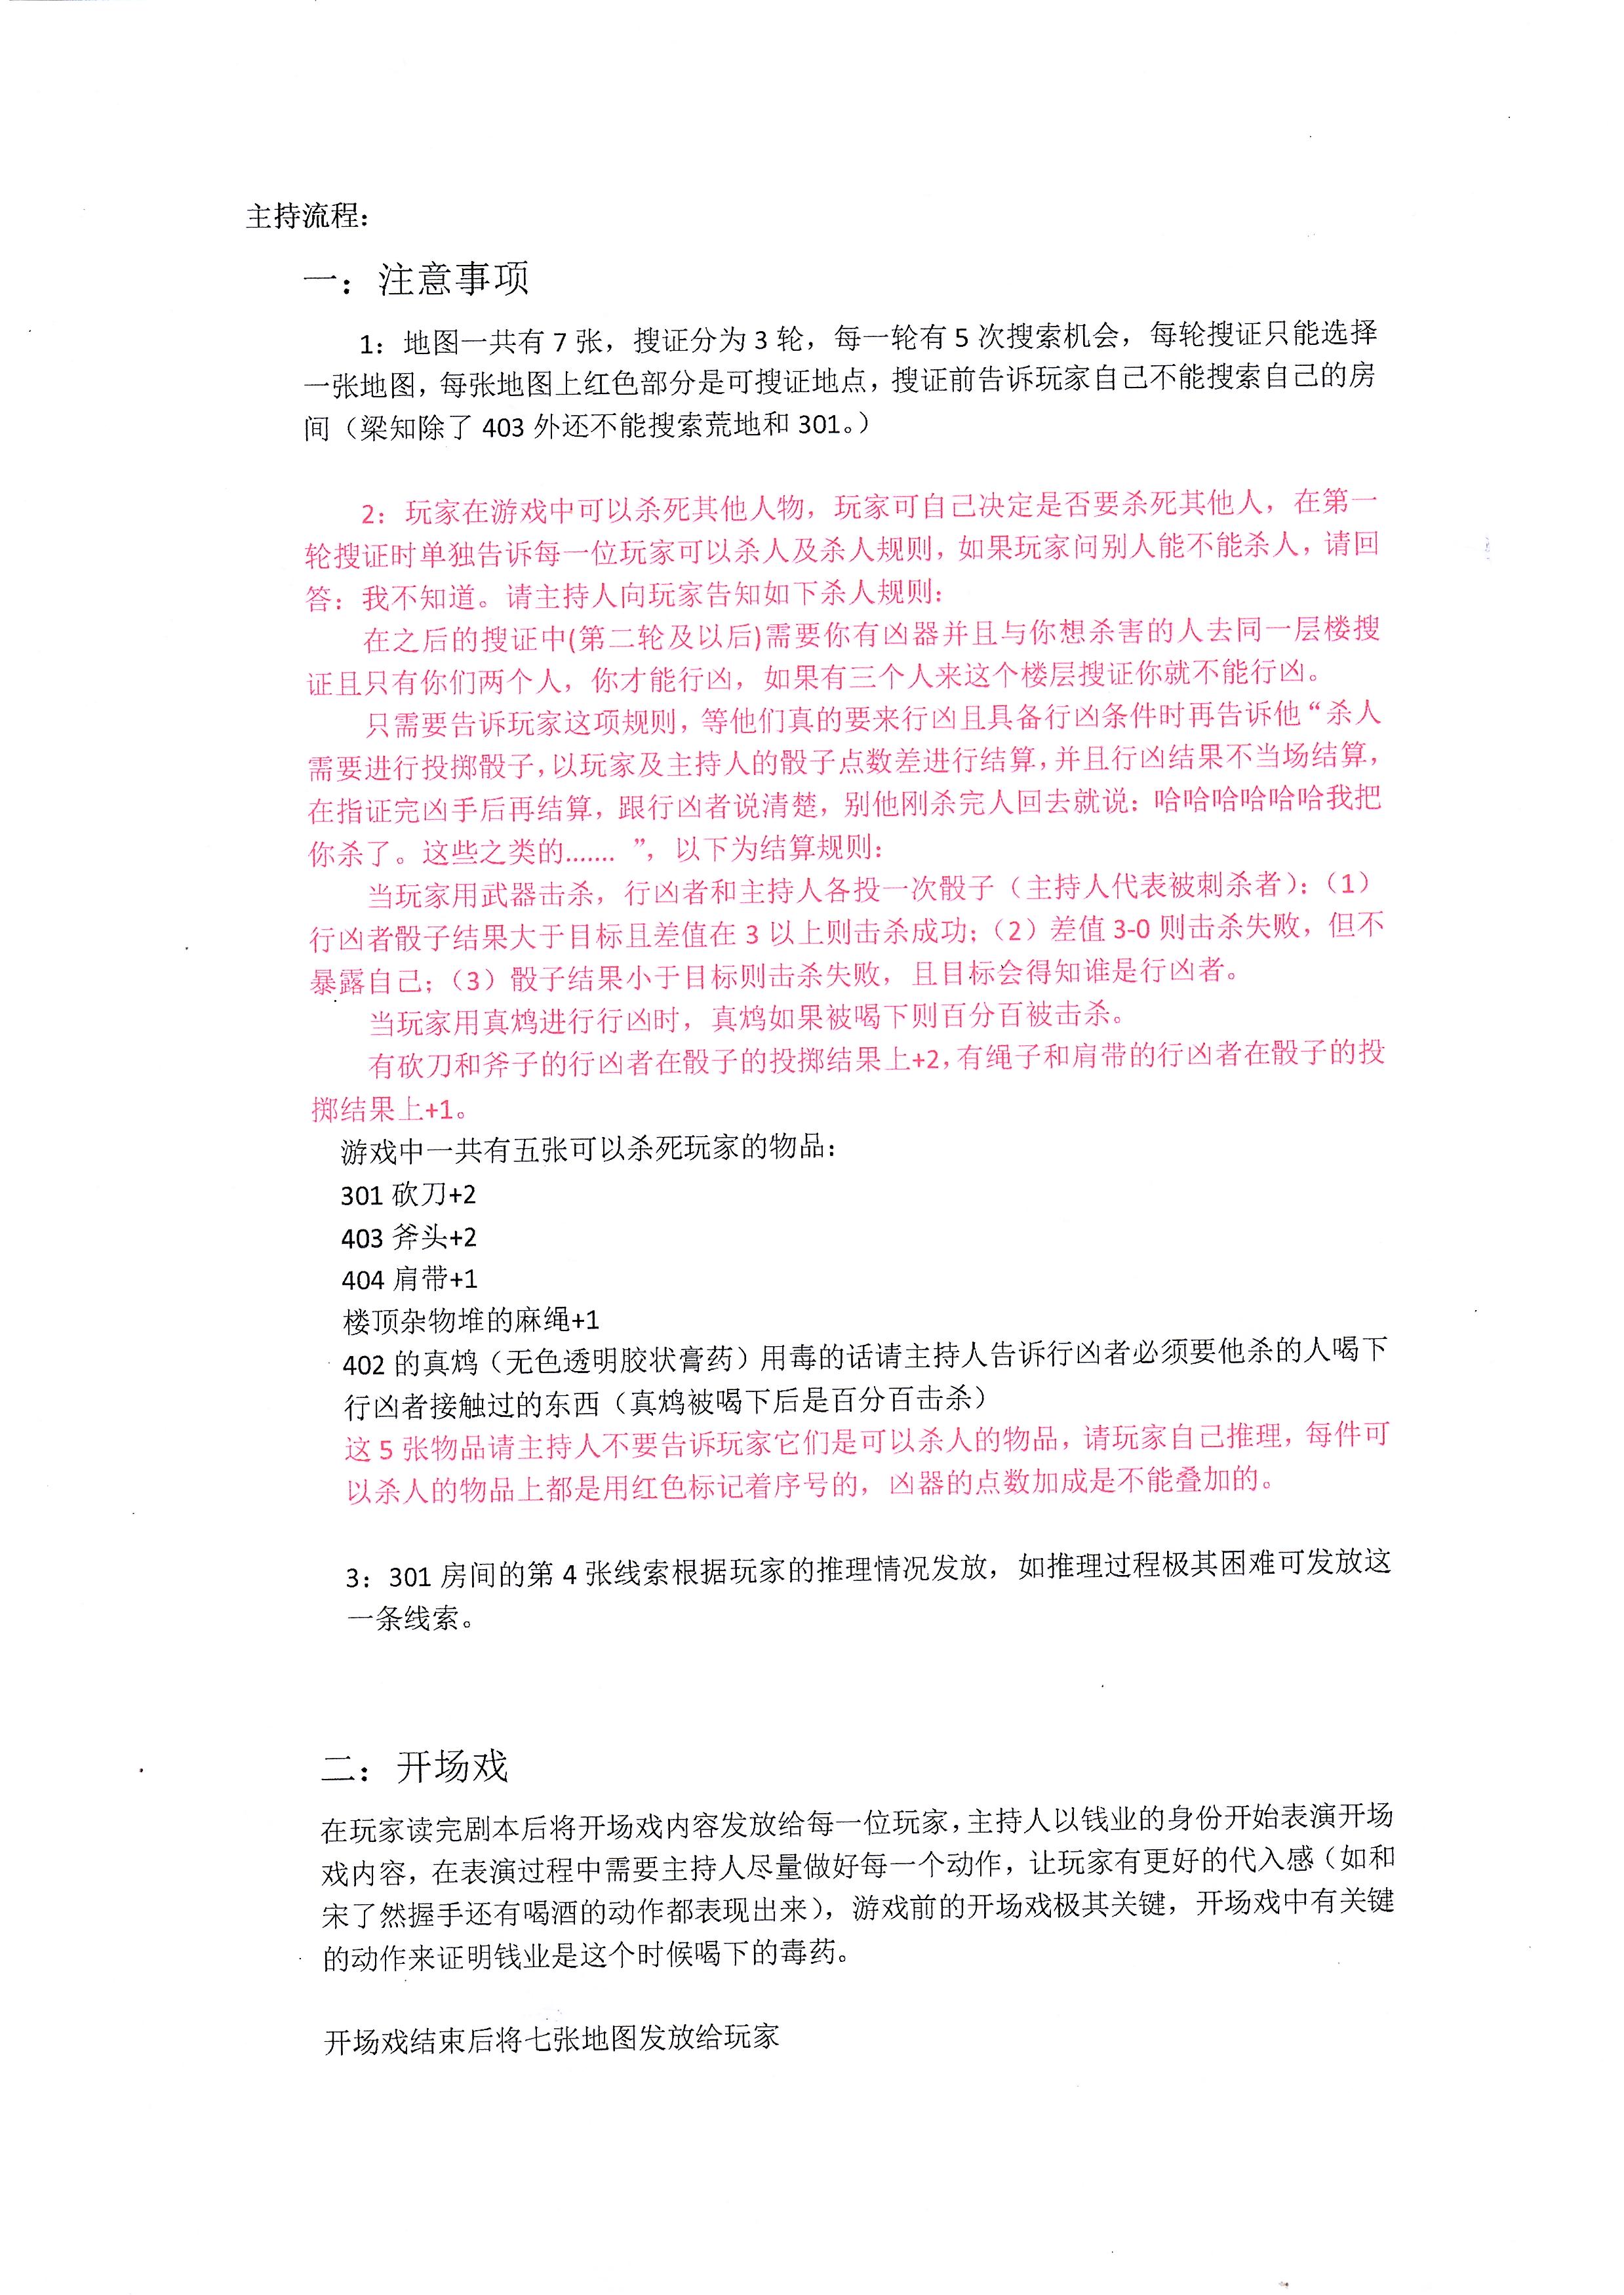 主持流程：
一：注意事项
1：地图一共有 7 张，搜证分为 3 轮，每一轮有 5 次搜索机会，每轮搜证只能选择
一张地图，每张地图上红色部分是可搜证地点，搜证前告诉玩家自己不能搜索自己的房
间（梁知除了 403 外还不能搜索荒地和 301。）
2：玩家在游戏中可以杀死其他人物，玩家可自己决定是否要杀死其他人，在第一
轮搜证时单独告诉每一位玩家可以杀人及杀人规则，如果玩家问别人能不能杀人，请回
答：我不知道。请主持人向玩家告知如下杀人规则：
在之后的搜证中(第二轮及以后)需要你有凶器并且与你想杀害的人去同一层楼搜
证且只有你们两个人，你才能行凶，如果有三个人来这个楼层搜证你就不能行凶。
只需要告诉玩家这项规则，等他们真的要来行凶且具备行凶条件时再告诉他“杀人
需要进行投掷骰子，以玩家及主持人的骰子点数差进行结算，并且行凶结果不当场结算，
在指证完凶手后再结算，跟行凶者说清楚，别他刚杀完人回去就说：哈哈哈哈哈哈我把
你杀了。这些之类的....... ”，以下为结算规则：
当玩家用武器击杀，行凶者和主持人各投一次骰子（主持人代表被刺杀者）：（1）
行凶者骰子结果大于目标且差值在 3 以上则击杀成功；（2）差值 3-0 则击杀失败，但不
暴露自己；（3）骰子结果小于目标则击杀失败，且目标会得知谁是行凶者。
当玩家用真鸩进行行凶时，真鸩如果被喝下则百分百被击杀。
有砍刀和斧子的行凶者在骰子的投掷结果上+2，有绳子和肩带的行凶者在骰子的投
掷结果上+1。
游戏中一共有五张可以杀死玩家的物品：
301 砍刀+2
403 斧头+2
404 肩带+1
楼顶杂物堆的麻绳+1
402 的真鸩（无色透明胶状膏药）用毒的话请主持人告诉行凶者必须要他杀的人喝下
行凶者接触过的东西（真鸩被喝下后是百分百击杀）
这 5 张物品请主持人不要告诉玩家它们是可以杀人的物品，请玩家自己推理，每件可
以杀人的物品上都是用红色标记着序号的，凶器的点数加成是不能叠加的。
3：301 房间的第 4 张线索根据玩家的推理情况发放，如推理过程极其困难可发放这
一条线索。
二：开场戏
在玩家读完剧本后将开场戏内容发放给每一位玩家，主持人以钱业的身份开始表演开场
戏内容，在表演过程中需要主持人尽量做好每一个动作，让玩家有更好的代入感（如和
宋了然握手还有喝酒的动作都表现出来），游戏前的开场戏极其关键，开场戏中有关键
的动作来证明钱业是这个时候喝下的毒药。
开场戏结束后将七张地图发放给玩家